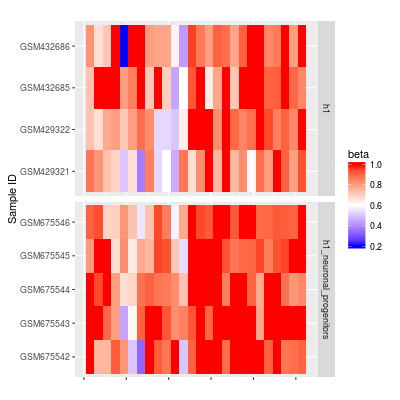 Sample ID
GSM432686
GSM432685
GSM429322
GSM429321
h1
GSM675546
GSM675545
GSM675544
GSM675543
GSM675542
h1_neuronal_progenitors
beta
1.0
0.8
0.6
0.4
0.2